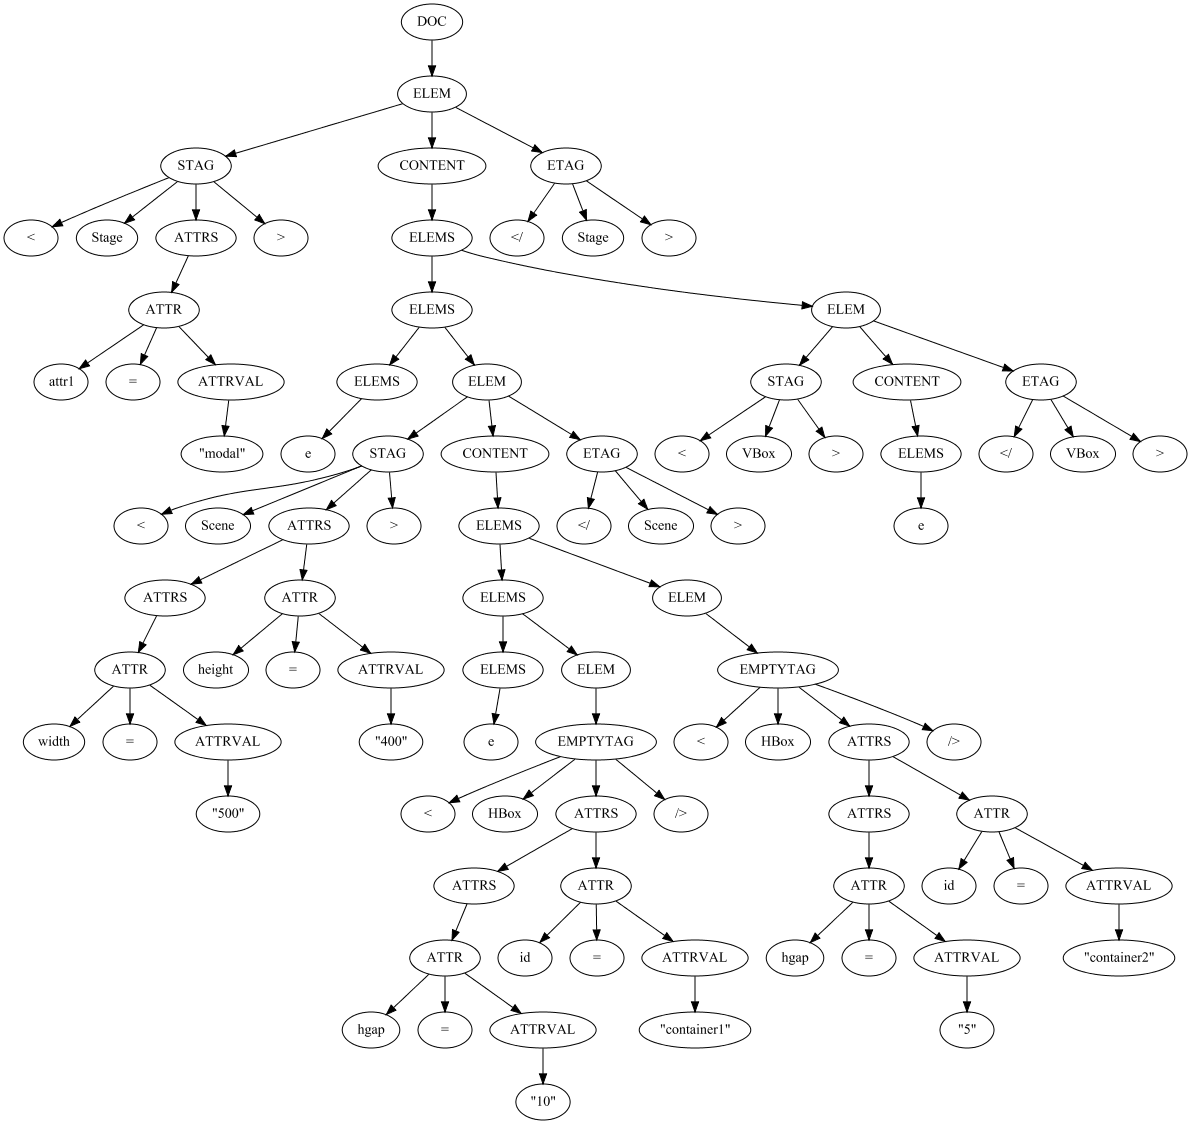 DOC
ELEM
STAG CONTENT ETAG
< Stage ATTRS > ELEMS </ Stage >
ATTR ELEMS ELEM
attr1 = ATTRVAL ELEMS ELEM STAG CONTENT ETAG
"modal" e STAG CONTENT ETAG < VBox > ELEMS </ VBox >
< Scene ATTRS > ELEMS </ Scene > e
ATTRS ATTR ELEMS ELEM
ATTR height = ATTRVAL ELEMS ELEM EMPTYTAG
width = ATTRVAL "400" e EMPTYTAG < HBox ATTRS />
"500" < HBox ATTRS /> ATTRS ATTR
ATTRS ATTR ATTR id = ATTRVAL
ATTR id = ATTRVAL hgap = ATTRVAL "container2"
hgap = ATTRVAL "container1" "5"
"10"